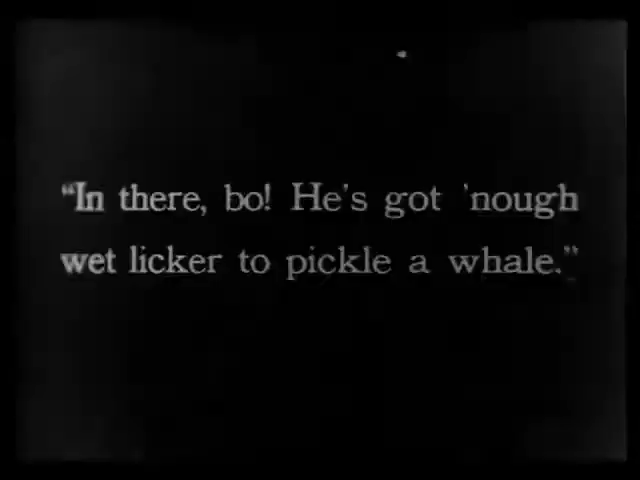 "In there, bo! He's got 'nough
wet licker to pickle a whale."